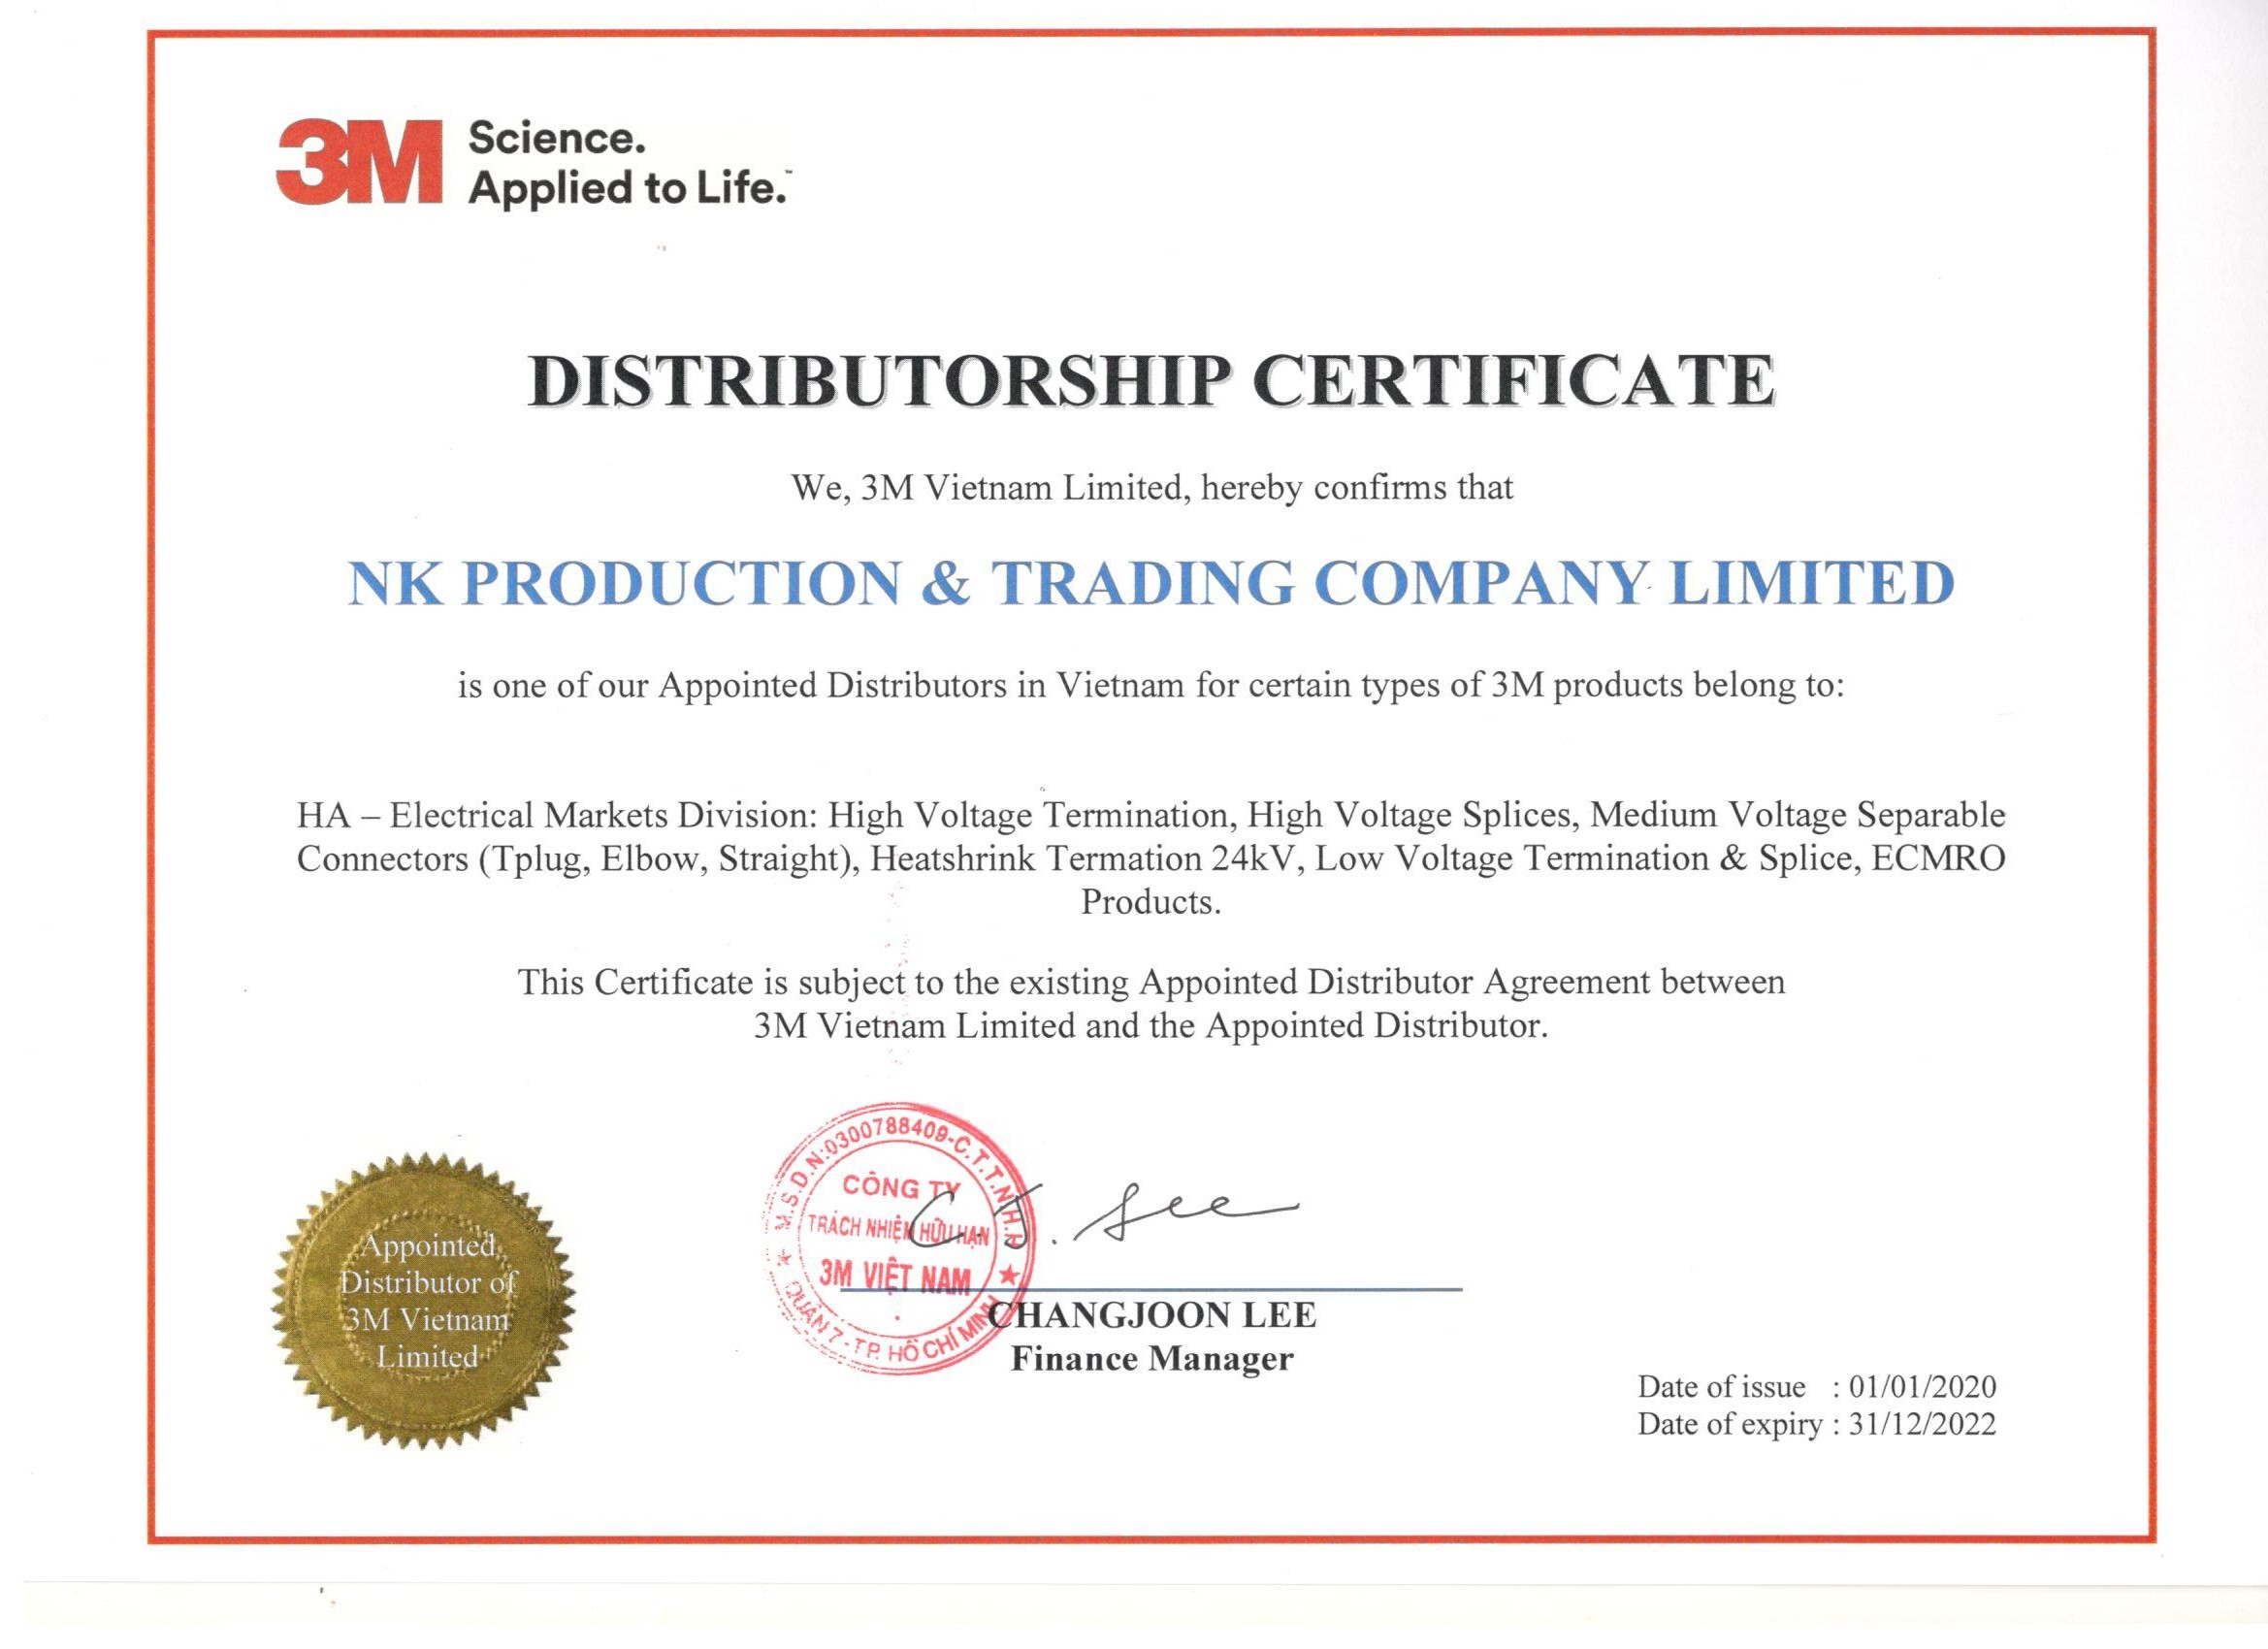 3M Science.
Applied to Life.™
DISTRIBUTORSHIP CERTIFICATE
We, 3M Vietnam Limited, hereby confirms that
NK PRODUCTION & TRADING COMPANY LIMITED
is one of our Appointed Distributors in Vietnam for certain types of 3M products belong to:
HA – Electrical Markets Division: High Voltage Termination, High Voltage Splices, Medium Voltage Separable
Connectors (Tplug, Elbow, Straight), Heatshrink Termation 24kV, Low Voltage Termination & Splice, ECMRO
Products.
This Certificate is subject to the existing Appointed Distributor Agreement between
3M Vietnam Limited and the Appointed Distributor.
Appointed
Distributor of
3M Vietnam
Limited
M.S.D.N:0300788409-C.T.T.N.H.H
CÔNG TY
TRÁCH NHIỆM HỮU HẠN
3M VIỆT NAM
QUẬN 7 - TP. HỒ CHÍ MINH
C J. Lee
CHANGJOON LEE
Finance Manager
Date of issue : 01/01/2020
Date of expiry : 31/12/2022